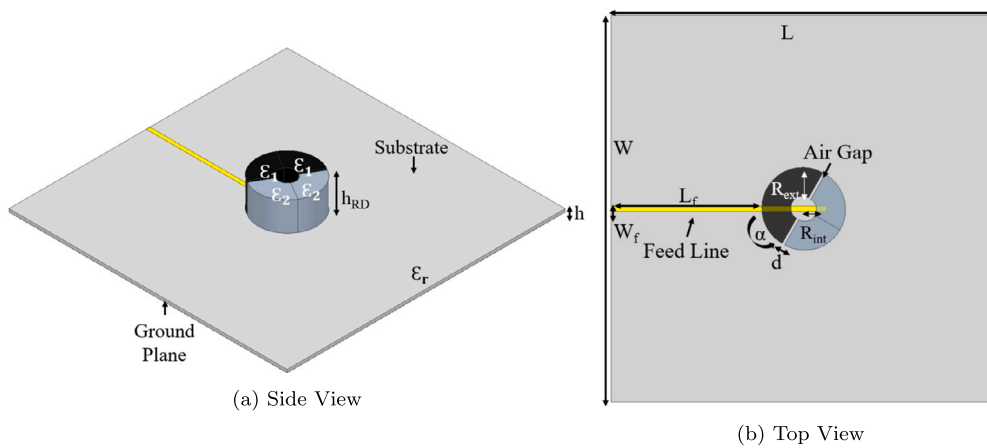 ε1
ε1
ε2
ε2
Substrate
hRD
h
εr
Ground
Plane
(a) Side View
L
W
Air Gap
Rext
Lf
Wf
Rint
α
Feed Line
d
(b) Top View